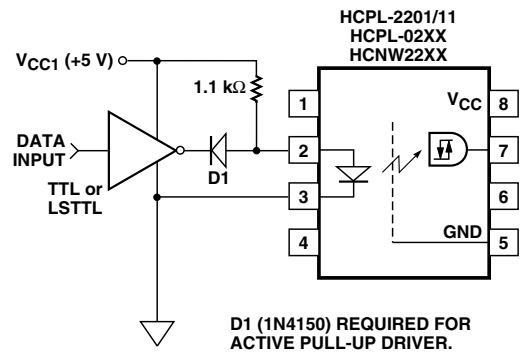 HCPL-2201/11
HCPL-02XX
HCNW22XX
VCC1 (+5 V)
1.1 kΩ
DATA
INPUT
TTL or
LSTTL
D1
1
2
3
4
VCC
8
7
6
GND
5
D1 (1N4150) REQUIRED FOR
ACTIVE PULL-UP DRIVER.